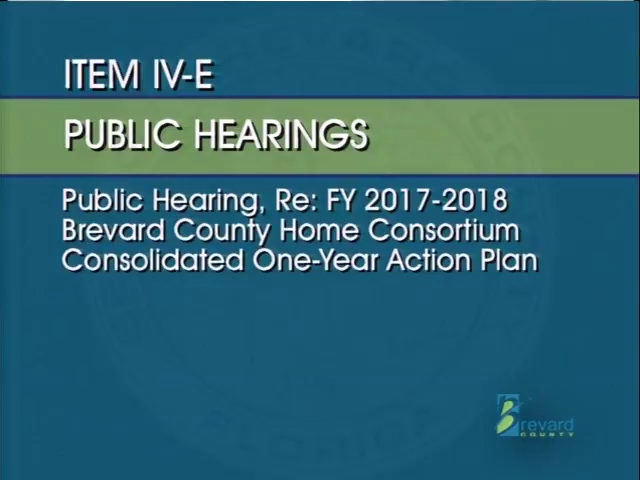 ITEM IV-E
PUBLIC HEARINGS
Public Hearing, Re: FY 2017-2018
Brevard County Home Consortium
Consolidated One-Year Action Plan
Brevard
COUNTY